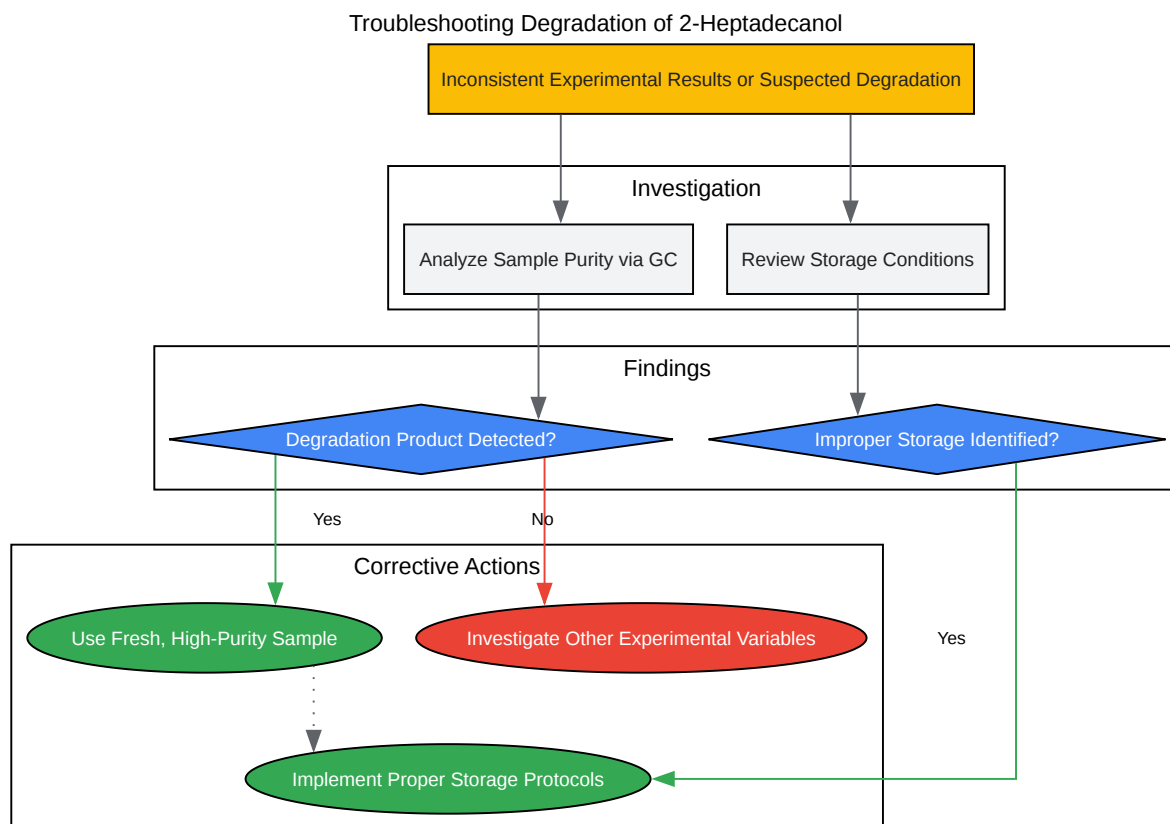 Troubleshooting Degradation of 2-Heptadecanol
Inconsistent Experimental Results or Suspected Degradation
Investigation
Analyze Sample Purity via GC
Review Storage Conditions
Findings
Degradation Product Detected?
Improper Storage Identified?
Yes
No
Corrective Actions
Use Fresh, High-Purity Sample
Investigate Other Experimental Variables
Yes
Implement Proper Storage Protocols